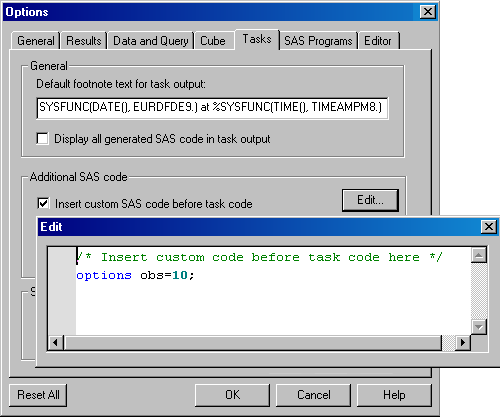 Options
General Results Data and Query Cube Tasks SAS Programs Editor
General
Default footnote text for task output:
SYSFUNC(DATE(), EURDFDE9.) at %SYSFUNC(TIME(), TIMEAMPM8.)
Display all generated SAS code in task output
Additional SAS code
Insert custom SAS code before task code
Edit...
Edit
/* Insert custom code before task code here */
options obs=10;
S
Reset All OK Cancel Help